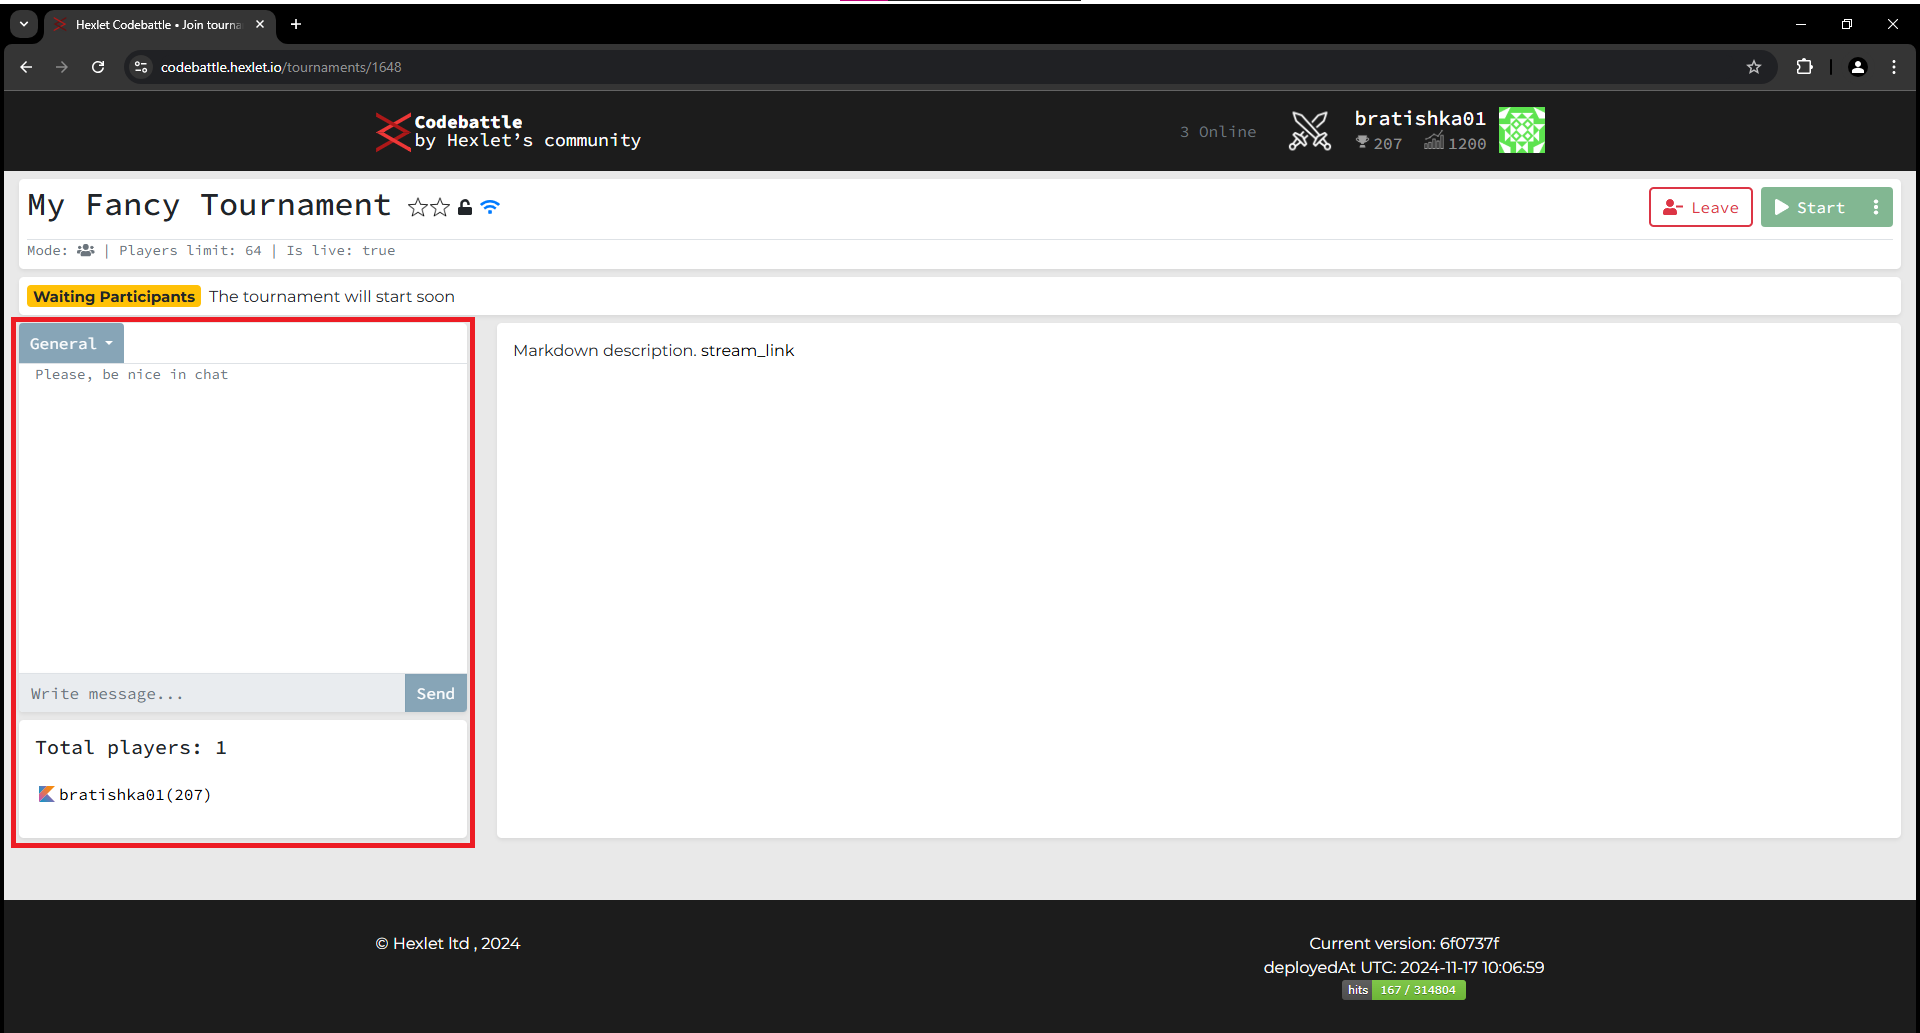 Hexlet Codebattle • Join tourna
codebattle.hexlet.io/tournaments/1648
Codebattle
by Hexlet’s community
3 Online
bratishka01
207 1200
My Fancy Tournament
Leave
Start
Mode: | Players limit: 64 | Is live: true
Waiting Participants The tournament will start soon
General
Please, be nice in chat
Write message...
Send
Total players: 1
bratishka01(207)
Markdown description. stream_link
© Hexlet ltd , 2024
Current version: 6f0737f
deployedAt UTC: 2024-11-17 10:06:59
hits 167 / 314804